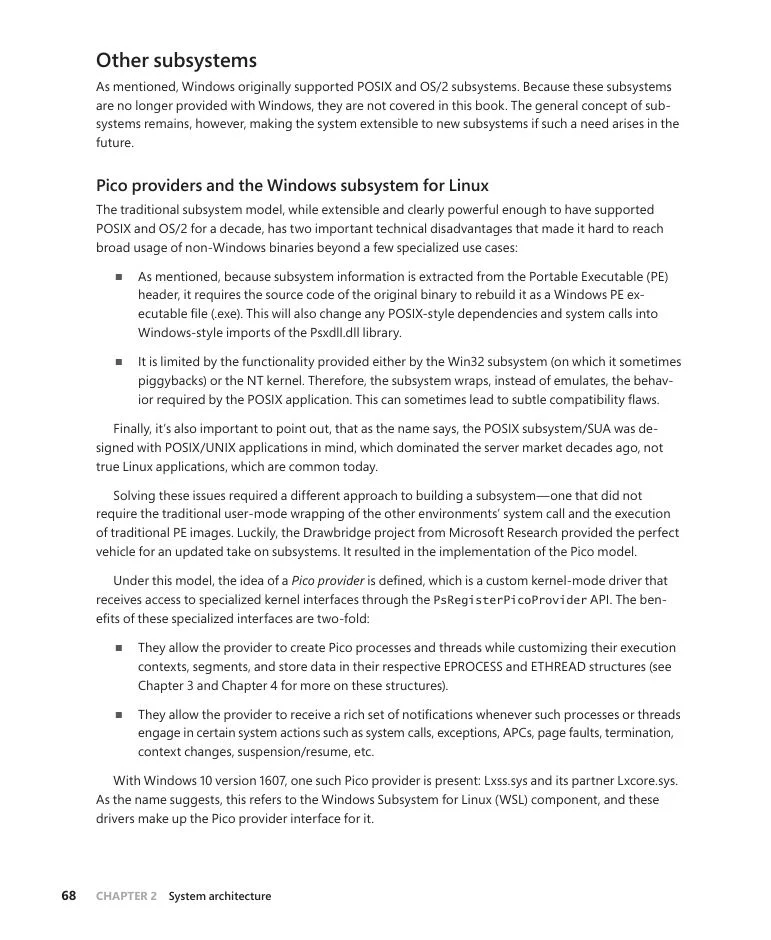 Other subsystems
As mentioned, Windows originally supported POSIX and OS/2 subsystems. Because these subsystems
are no longer provided with Windows, they are not covered in this book. The general concept of sub-
systems remains, however, making the system extensible to new subsystems if such a need arises in the
future.
Pico providers and the Windows subsystem for Linux
The traditional subsystem model, while extensible and clearly powerful enough to have supported
POSIX and OS/2 for a decade, has two important technical disadvantages that made it hard to reach
broad usage of non-Windows binaries beyond a few specialized use cases:
■ As mentioned, because subsystem information is extracted from the Portable Executable (PE)
header, it requires the source code of the original binary to rebuild it as a Windows PE ex-
ecutable file (.exe). This will also change any POSIX-style dependencies and system calls into
Windows-style imports of the Psxdll.dll library.
■ It is limited by the functionality provided either by the Win32 subsystem (on which it sometimes
piggybacks) or the NT kernel. Therefore, the subsystem wraps, instead of emulates, the behav-
ior required by the POSIX application. This can sometimes lead to subtle compatibility flaws.
Finally, it's also important to point out, that as the name says, the POSIX subsystem/SUA was de-
signed with POSIX/UNIX applications in mind, which dominated the server market decades ago, not
true Linux applications, which are common today.
Solving these issues required a different approach to building a subsystem—one that did not
require the traditional user-mode wrapping of the other environments' system call and the execution
of traditional PE images. Luckily, the Drawbridge project from Microsoft Research provided the perfect
vehicle for an updated take on subsystems. It resulted in the implementation of the Pico model.
Under this model, the idea of a Pico provider is defined, which is a custom kernel-mode driver that
receives access to specialized kernel interfaces through the PsRegisterPicoProvider API. The ben-
efits of these specialized interfaces are two-fold:
■ They allow the provider to create Pico processes and threads while customizing their execution
contexts, segments, and store data in their respective EPROCESS and ETHREAD structures (see
Chapter 3 and Chapter 4 for more on these structures).
■ They allow the provider to receive a rich set of notifications whenever such processes or threads
engage in certain system actions such as system calls, exceptions, APCs, page faults, termination,
context changes, suspension/resume, etc.
With Windows 10 version 1607, one such Pico provider is present: Lxss.sys and its partner Lxcore.sys.
As the name suggests, this refers to the Windows Subsystem for Linux (WSL) component, and these
drivers make up the Pico provider interface for it.
68 CHAPTER 2 System architecture